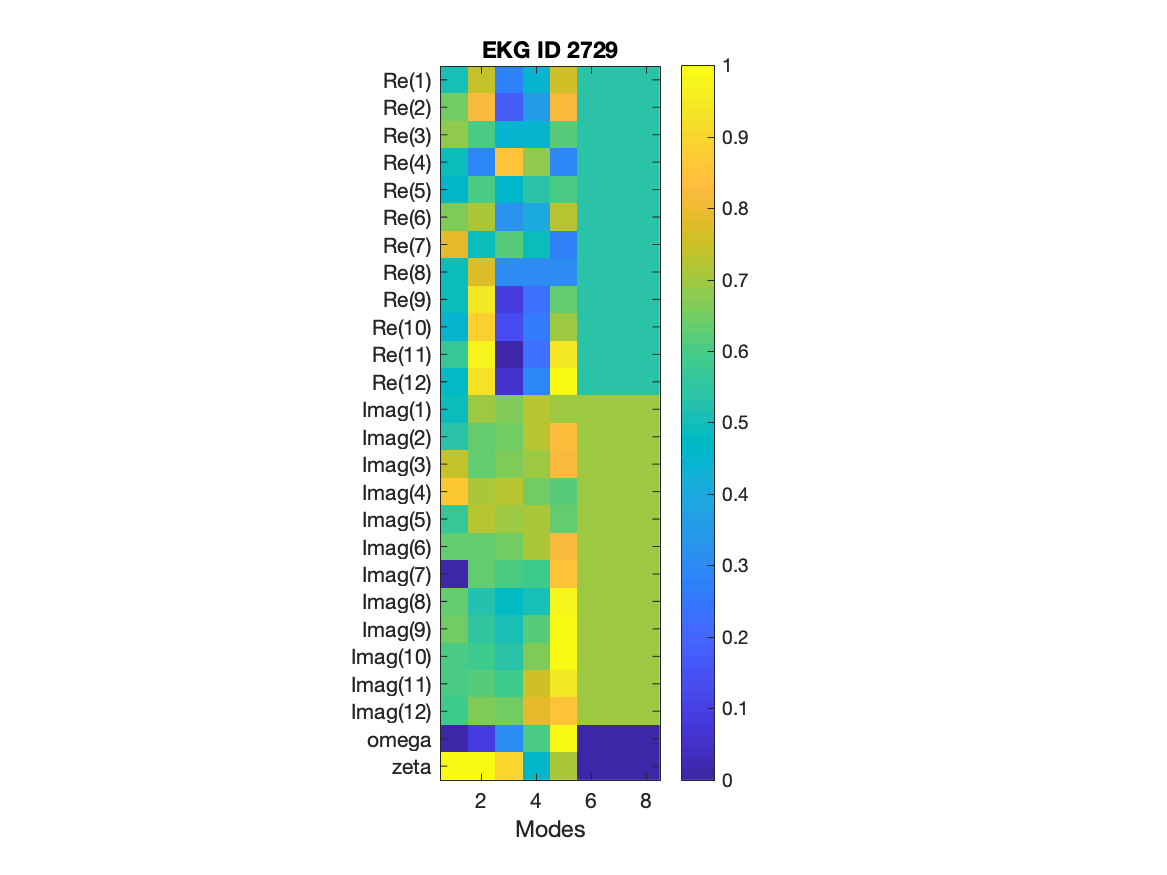 EKG ID 2729
Re(1)
Re(2)
Re(3)
Re(4)
Re(5)
Re(6)
Re(7)
Re(8)
Re(9)
Re(10)
Re(11)
Re(12)
Imag(1)
Imag(2)
Imag(3)
Imag(4)
Imag(5)
Imag(6)
Imag(7)
Imag(8)
Imag(9)
Imag(10)
Imag(11)
Imag(12)
omega
zeta
2 4 6 8
Modes
1
0.9
0.8
0.7
0.6
0.5
0.4
0.3
0.2
0.1
0